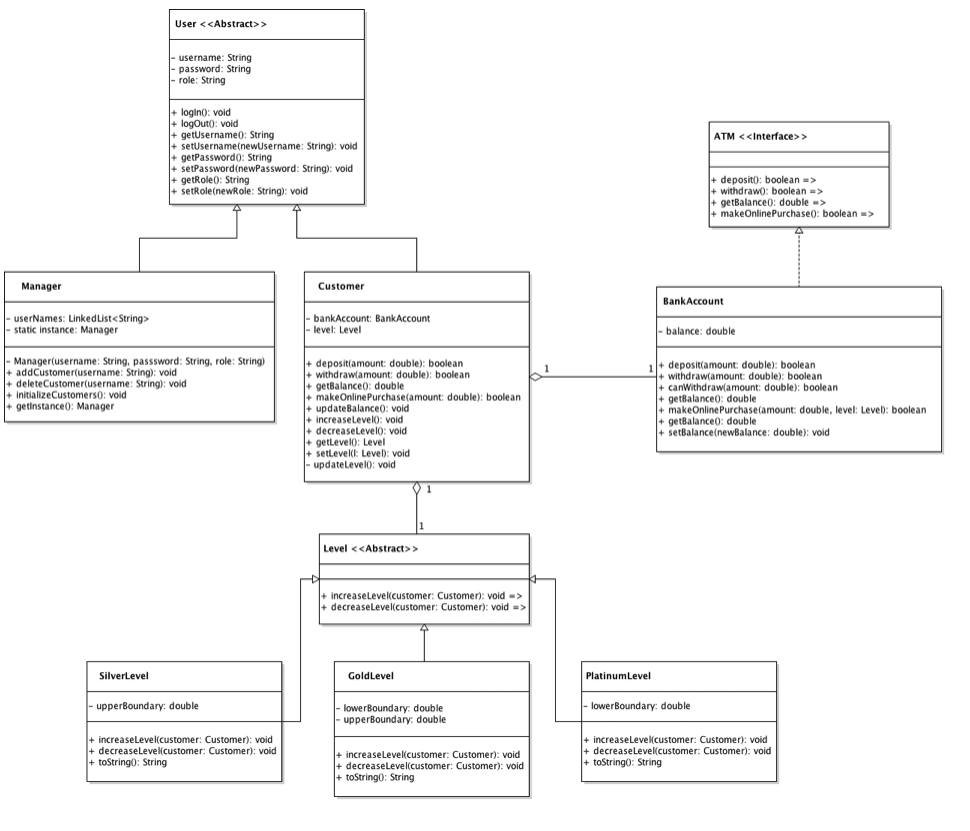 User <<Abstract>>
- username: String
- password: String
- role: String
+ logIn(): void
+ logOut(): void
+ getUsername(): String
+ setUsername(newUsername: String): void
+ getPassword(): String
+ setPassword(newPassword: String): void
+ getRole(): String
+ setRole(newRole: String): void
ATM <<Interface>>
+ deposit(): boolean =>
+ withdraw(): boolean =>
+ getBalance(): double =>
+ makeOnlinePurchase(): boolean =>
Manager
- userNames: LinkedList<String>
- static instance: Manager
- Manager(username: String, passsword: String, role: String)
+ addCustomer(username: String): void
+ deleteCustomer(username: String): void
+ initializeCustomers(): void
+ getInstance(): Manager
Customer
- bankAccount: BankAccount
- level: Level
+ deposit(amount: double): boolean
+ withdraw(amount: double): boolean
+ getBalance(): double
+ makeOnlinePurchase(amount: double): boolean
+ updateBalance(): void
+ increaseLevel(): void
+ decreaseLevel(): void
+ getLevel(): Level
+ setLevel(l: Level): void
- updateLevel(): void
1
1
BankAccount
- balance: double
+ deposit(amount: double): boolean
+ withdraw(amount: double): boolean
+ canWithdraw(amount: double): boolean
+ getBalance(): double
+ makeOnlinePurchase(amount: double, level: Level): boolean
+ getBalance(): double
+ setBalance(newBalance: double): void
1
1
Level <<Abstract>>
+ increaseLevel(customer: Customer): void =>
+ decreaseLevel(customer: Customer): void =>
SilverLevel
- upperBoundary: double
+ increaseLevel(customer: Customer): void
+ decreaseLevel(customer: Customer): void
+ toString(): String
GoldLevel
- lowerBoundary: double
- upperBoundary: double
+ increaseLevel(customer: Customer): void
+ decreaseLevel(customer: Customer): void
+ toString(): String
PlatinumLevel
- lowerBoundary: double
+ increaseLevel(customer: Customer): void
+ decreaseLevel(customer: Customer): void
+ toString(): String